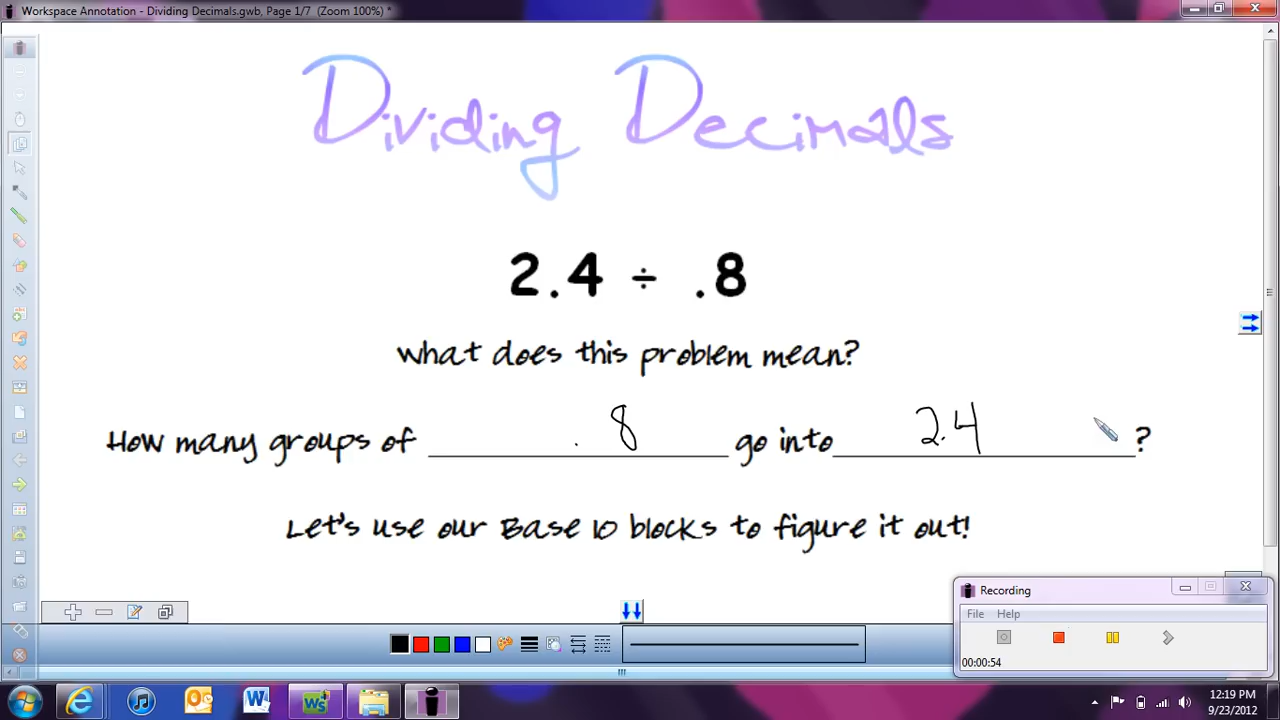 Workspace Annotation - Dividing Decimals.gwb, Page 1/7 (Zoom 100%) *
Dividing Decimals
2.4 ÷ .8
What does this problem mean?
How many groups of .8 go into 2.4 ?
Let's use our Base 10 blocks to figure it out!
Recording
File Help
00:00:54
12:19 PM
9/23/2012